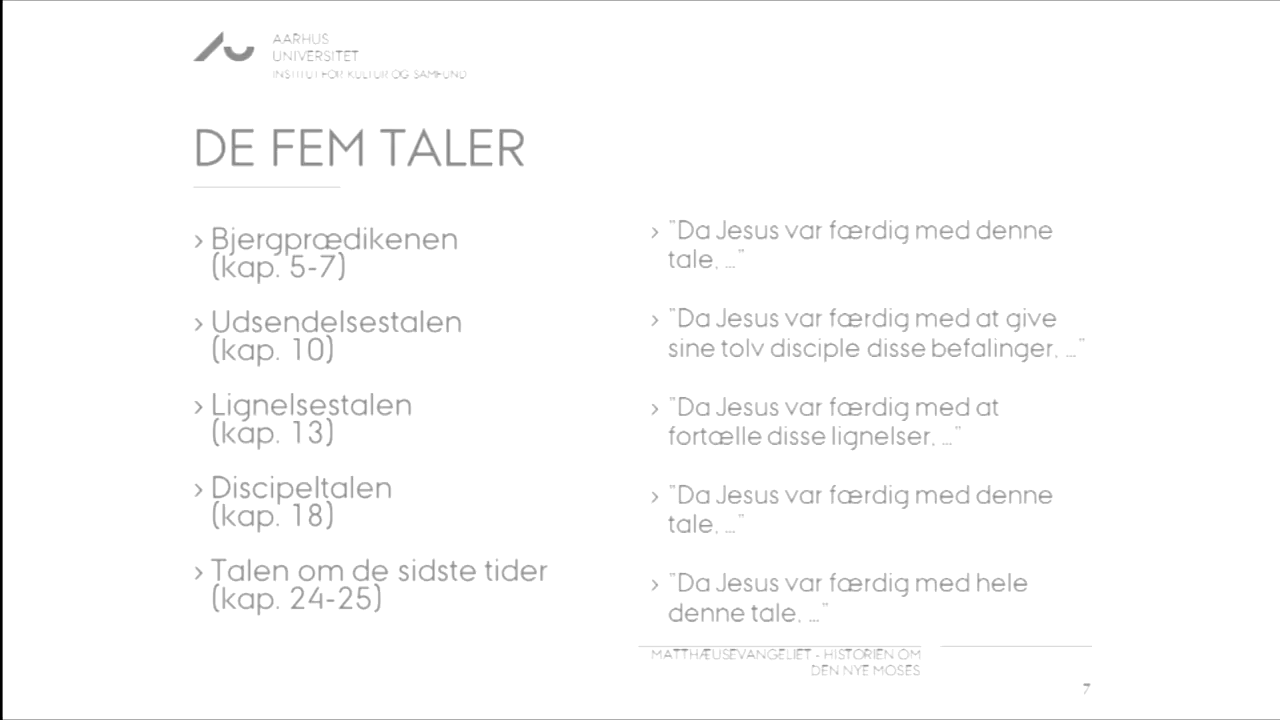 AARHUS
UNIVERSITET
INSTITUT FOR KULTUR OG SAMFUND
DE FEM TALER
› Bjergprædikenen
(kap. 5-7)
› Udsendelsestalen
(kap. 10)
› Lignelsestalen
(kap. 13)
› Discipeltalen
(kap. 18)
› Talen om de sidste tider
(kap. 24-25)
› "Da Jesus var færdig med denne
tale, ..."
› "Da Jesus var færdig med at give
sine tolv disciple disse befalinger, ..."
› "Da Jesus var færdig med at
fortælle disse lignelser, ..."
› "Da Jesus var færdig med denne
tale, ..."
› "Da Jesus var færdig med hele
denne tale, ..."
MATTHÆUSEVANGELIET - HISTORIEN OM
DEN NYE MOSES
7